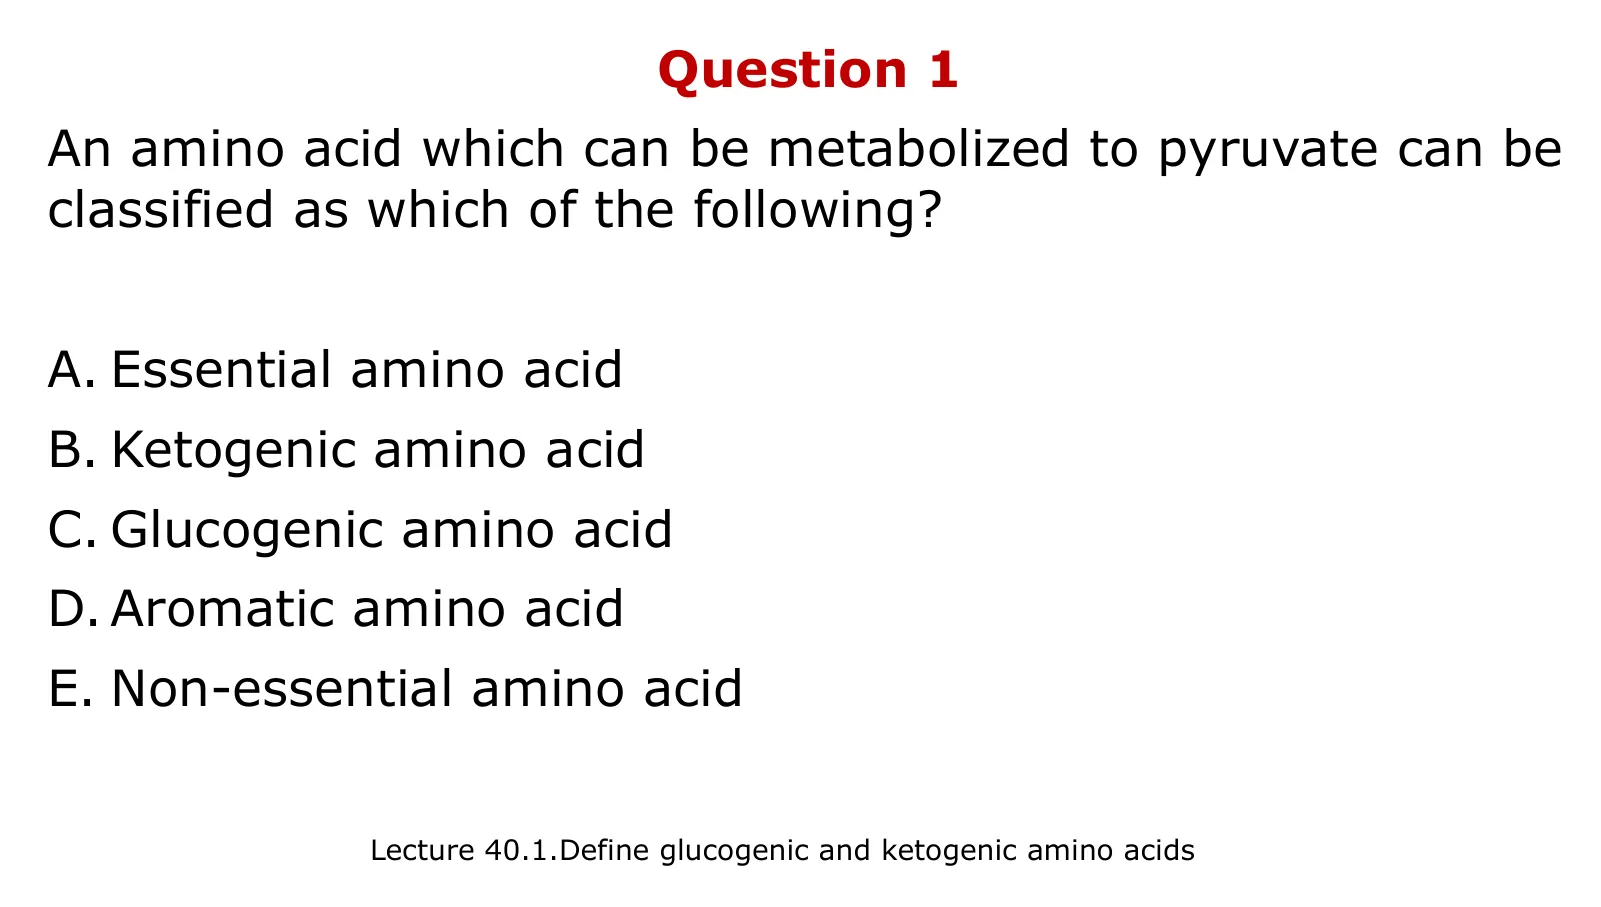 Question 1
An amino acid which can be metabolized to pyruvate can be
classified as which of the following?
A. Essential amino acid
B. Ketogenic amino acid
C. Glucogenic amino acid
D. Aromatic amino acid
E. Non-essential amino acid
Lecture 40.1.Define glucogenic and ketogenic amino acids